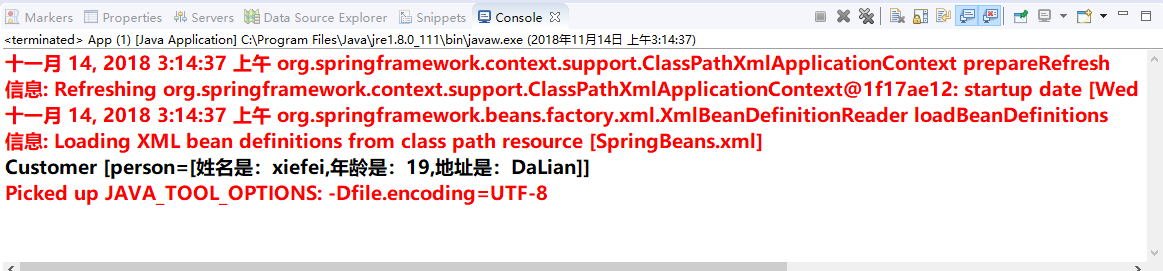 Markers Properties Servers Data Source Explorer Snippets Console
<terminated> App (1) [Java Application] C:\Program Files\Java\jre1.8.0_111\bin\javaw.exe (2018年11月14日 上午3:14:37)
十一月 14, 2018 3:14:37 上午 org.springframework.context.support.ClassPathXmlApplicationContext prepareRefresh
信息: Refreshing org.springframework.context.support.ClassPathXmlApplicationContext@1f17ae12: startup date [Wed
十一月 14, 2018 3:14:37 上午 org.springframework.beans.factory.xml.XmlBeanDefinitionReader loadBeanDefinitions
信息: Loading XML bean definitions from class path resource [SpringBeans.xml]
Customer [person=[姓名是：xiefei,年龄是：19,地址是：DaLian]]
Picked up JAVA_TOOL_OPTIONS: -Dfile.encoding=UTF-8